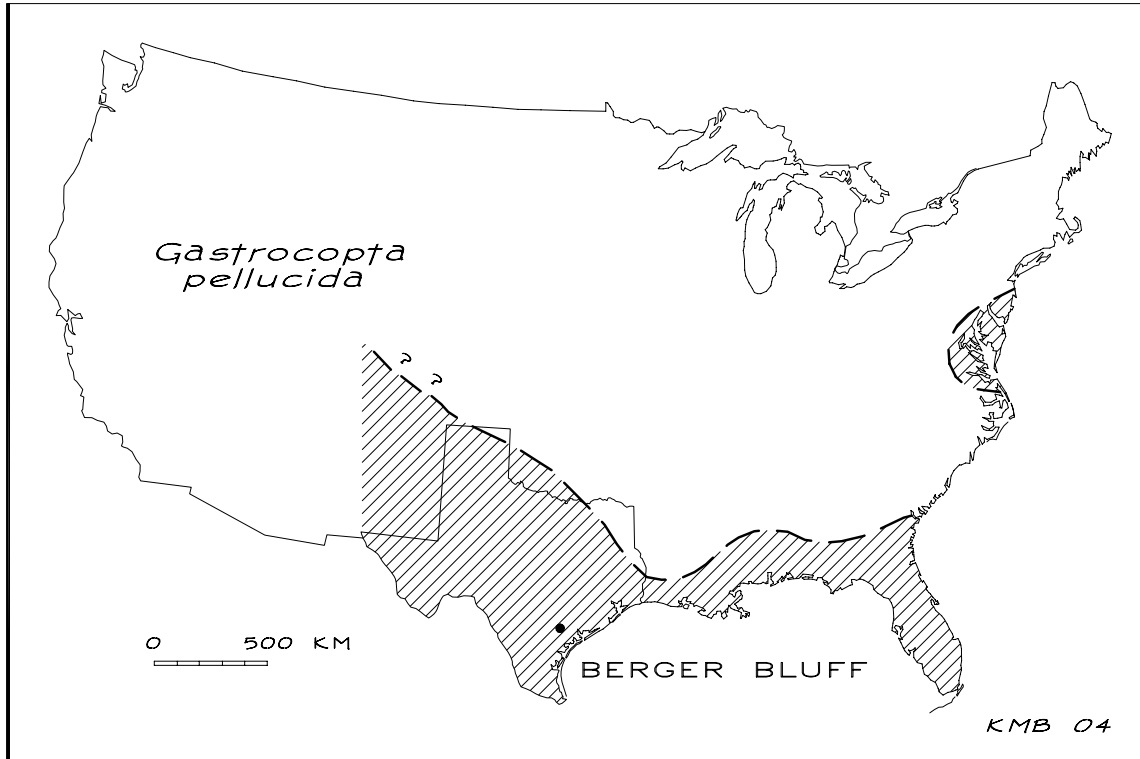 Gastrocopta
pellucida
? ?
0 500 KM
BERGER BLUFF
KMB 04